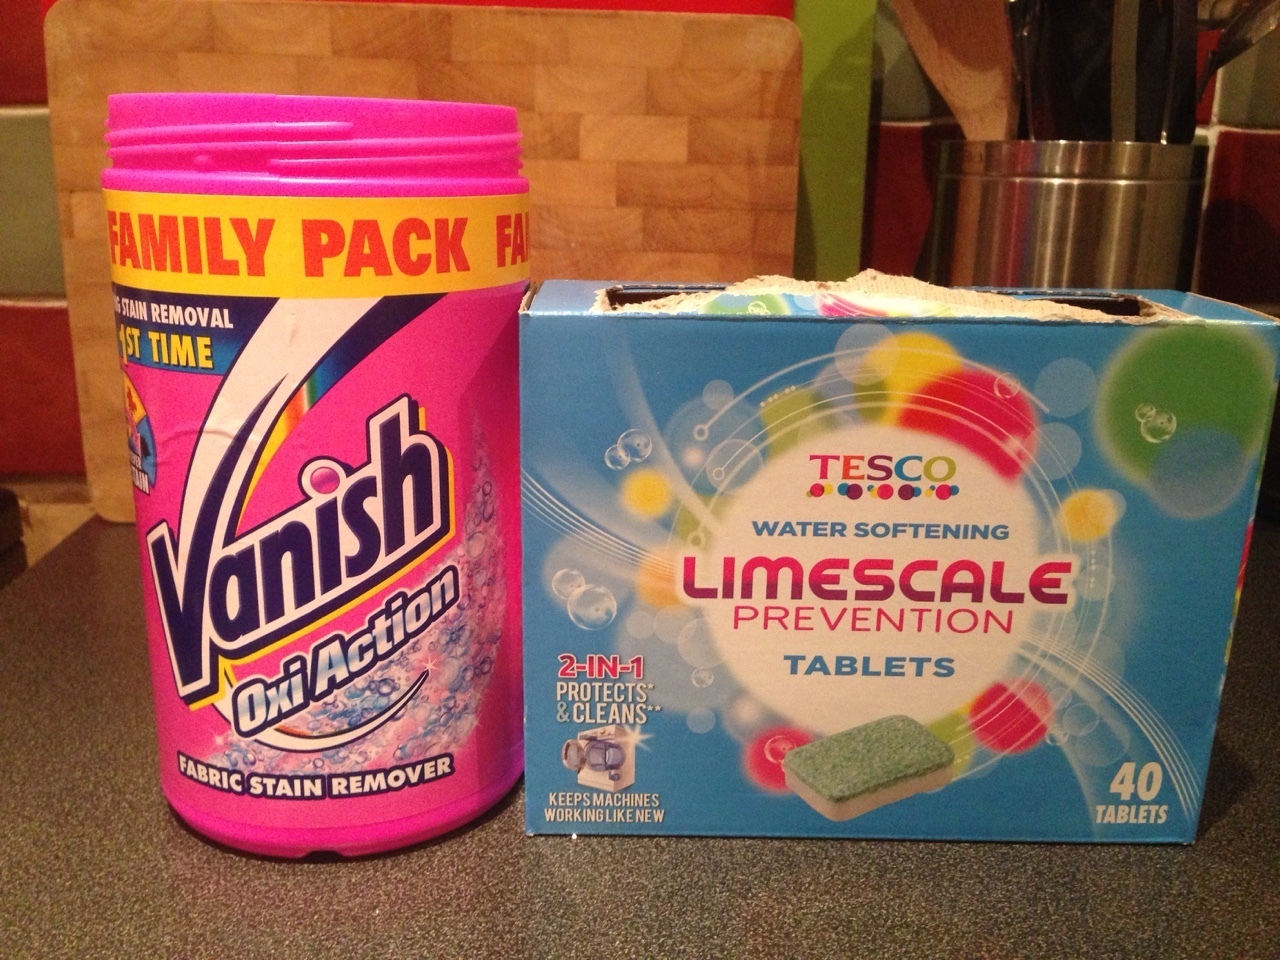 FAMILY PACK FA
STAIN REMOVAL
1ST TIME
Vanish
Oxi Action
FABRIC STAIN REMOVER
TESCO
WATER SOFTENING
LIMESCALE
PREVENTION
TABLETS
2-IN-1
PROTECTS*
& CLEANS**
KEEPS MACHINES
WORKING LIKE NEW
40
TABLETS